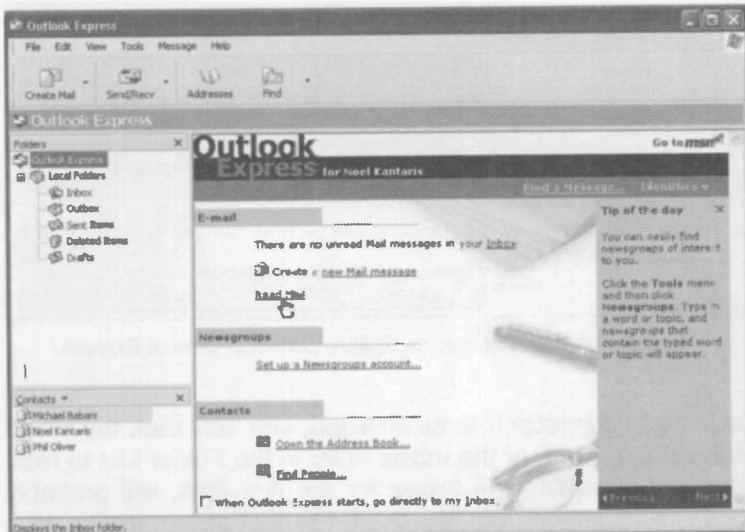 Outlook Express
File Edit View Tools Message Help
Create Mail Send/Recv Addresses Find
Outlook Express
Folders
Outlook Express
Local Folders
Inbox
Outbox
Sent Items
Deleted Items
Drafts
Contacts
Michael Babani
Noel Kantaris
Phil Oliver
Outlook
Express for Noel Kantaris
Go to msn
Find a Message... Identities
E-mail
There are no unread Mail messages in your Inbox
Create a new Mail message
Read Mail
Newsgroups
Set up a Newsgroups account...
Contacts
Open the Address Book...
Find People...
When Outlook Express starts, go directly to my Inbox.
Tip of the day
You can easily find
newsgroups of interest
to you.
Click the Tools menu
and then click
Newsgroups. Type in
a word or topic, and
newsgroups that
contain the typed word
or topic will appear.
Previous Next
Displays the Inbox folder.